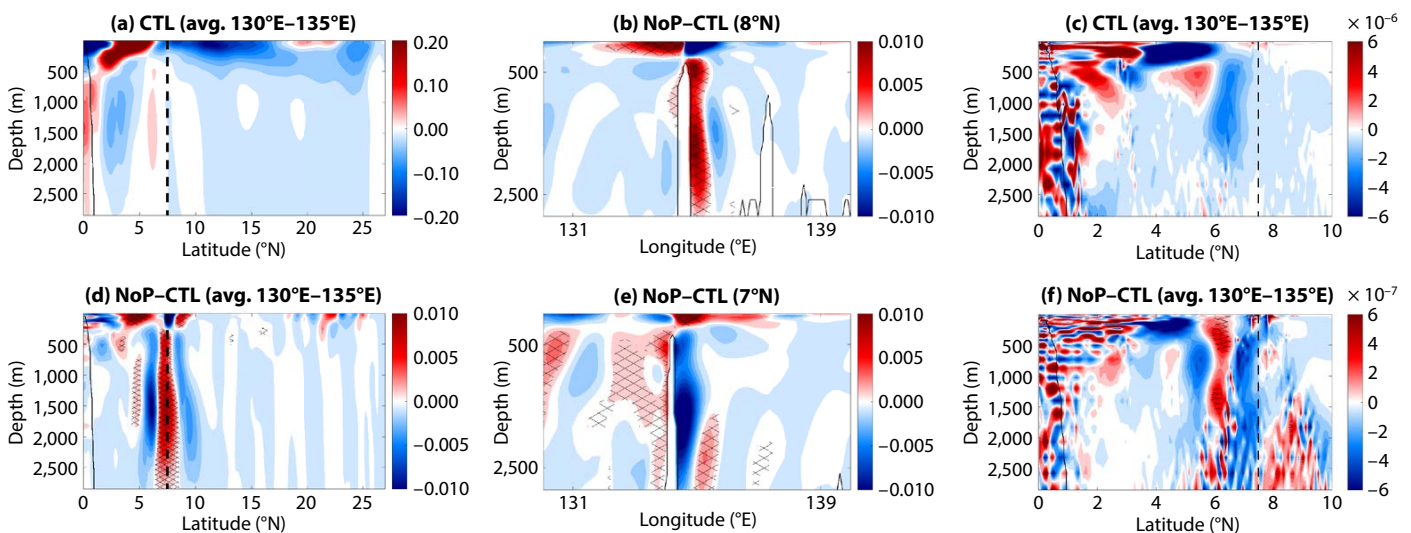 (a) CTL (avg. 130°E–135°E)
0.20
0.10
0.00
−0.10
−0.20
500
1,000
1,500
2,000
2,500
Depth (m)
0 5 10 15 20 25
Latitude (°N)
(b) NoP–CTL (8°N)
0.010
0.005
0.000
−0.005
−0.010
500
2,500
Depth (m)
131 139
Longitude (°E)
(c) CTL (avg. 130°E–135°E)
× 10⁻⁶
6
4
2
0
−2
−4
−6
500
1,000
1,500
2,000
2,500
Depth (m)
0 2 4 6 8 10
Latitude (°N)
(d) NoP–CTL (avg. 130°E–135°E)
0.010
0.005
0.000
−0.005
−0.010
500
1,000
1,500
2,000
2,500
Depth (m)
0 5 10 15 20 25
Latitude (°N)
(e) NoP–CTL (7°N)
0.010
0.005
0.000
−0.005
−0.010
500
2,500
Depth (m)
131 139
Longitude (°E)
(f) NoP–CTL (avg. 130°E–135°E)
× 10⁻⁷
6
4
2
0
−2
−4
−6
500
1,000
1,500
2,000
2,500
Depth (m)
0 2 4 6 8 10
Latitude (°N)